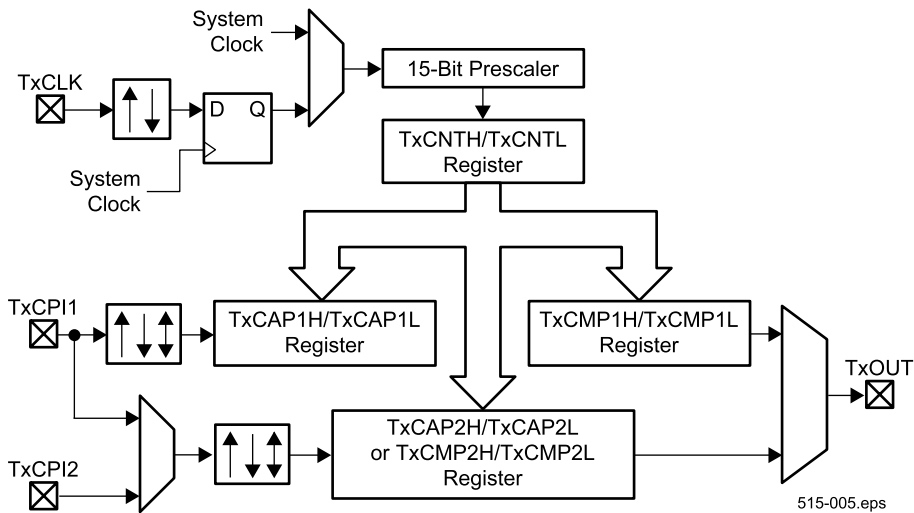 System
Clock
TxCLK
15-Bit Prescaler
D Q
TxCNTH/TxCNTL
Register
System
Clock
TxCPI1
TxCAP1H/TxCAP1L
Register
TxCMP1H/TxCMP1L
Register
TxOUT
TxCAP2H/TxCAP2L
or TxCMP2H/TxCMP2L
Register
TxCPI2
515-005.eps